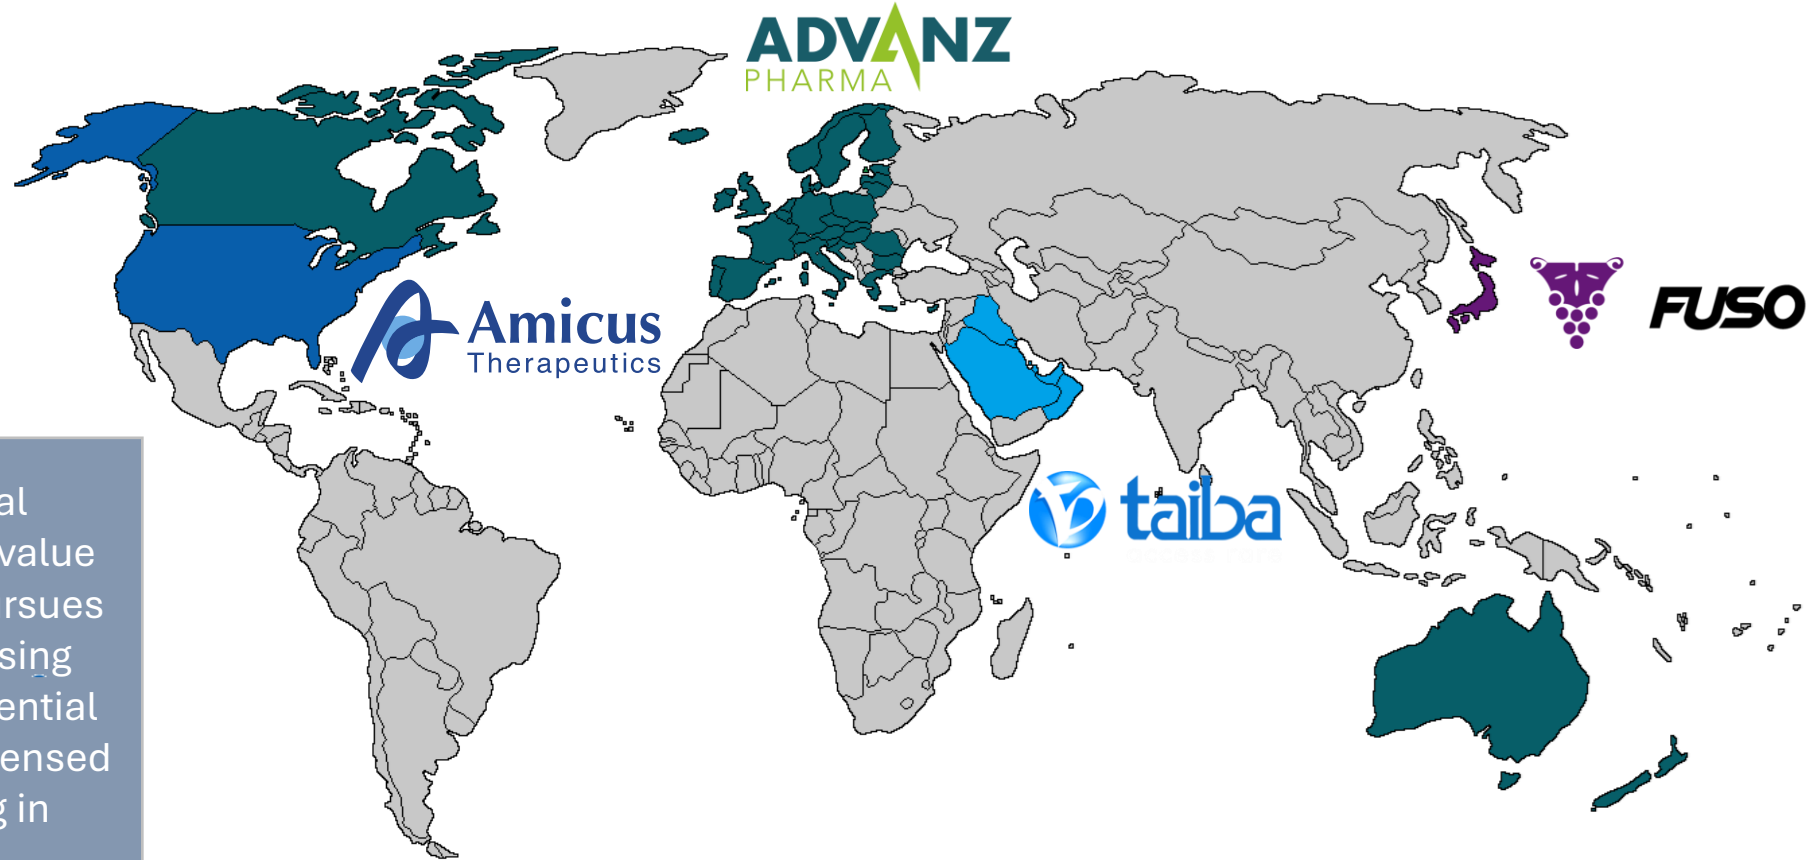 ADVANZ
PHARMA
Amicus
Therapeutics
FUSO
taiba
al
value
rsues
sing
ential
ensed
g in